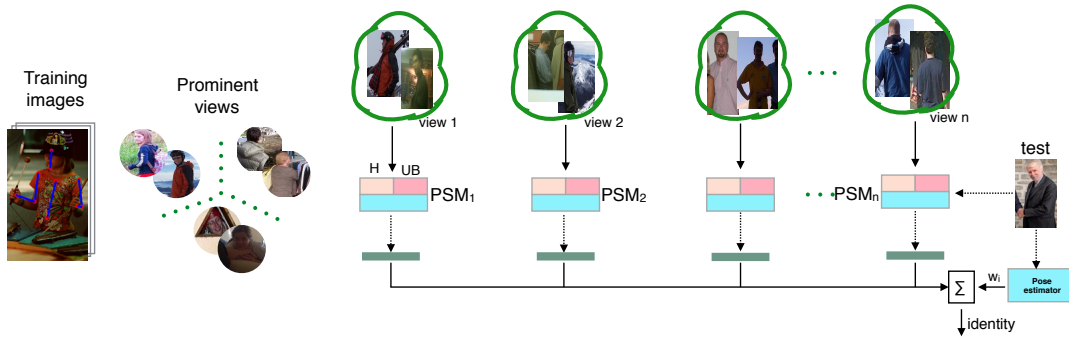 Training
images
Prominent
views
view 1
view 2
view n
H
UB
PSM1
PSM2
PSMn
test
wi
Pose
estimator
Σ
identity